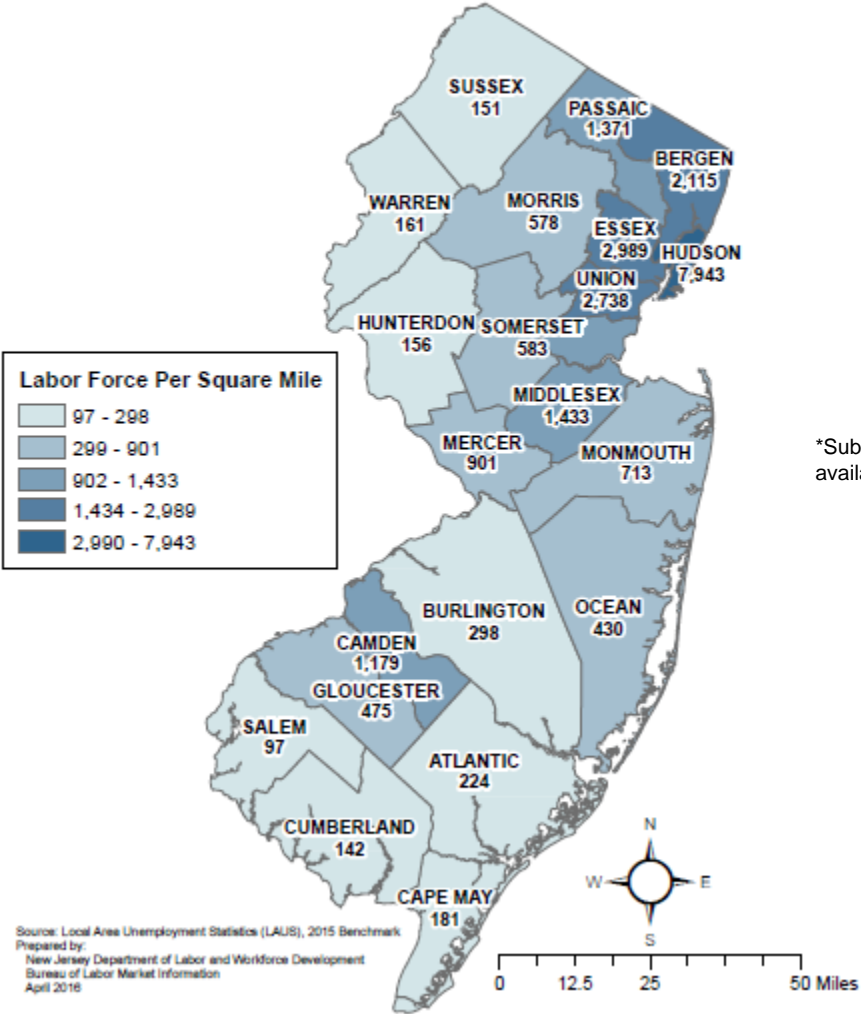 SUSSEX
151
PASSAIC
1,371
BERGEN
2,115
WARREN
161
MORRIS
578
ESSEX
2,989
HUDSON
7,943
UNION
2,738
HUNTERDON
156
SOMERSET
583
Labor Force Per Square Mile
97 - 298
299 - 901
902 - 1,433
1,434 - 2,989
2,990 - 7,943
MIDDLESEX
1,433
MERCER
901
MONMOUTH
713
*Sub
availa
BURLINGTON
298
OCEAN
430
CAMDEN
1,179
GLOUCESTER
475
SALEM
97
ATLANTIC
224
CUMBERLAND
142
CAPE MAY
181
N
W
E
S
Source: Local Area Unemployment Statistics (LAUS), 2015 Benchmark
Prepared by:
New Jersey Department of Labor and Workforce Development
Bureau of Labor Market Information
April 2016
0 12.5 25 50 Miles